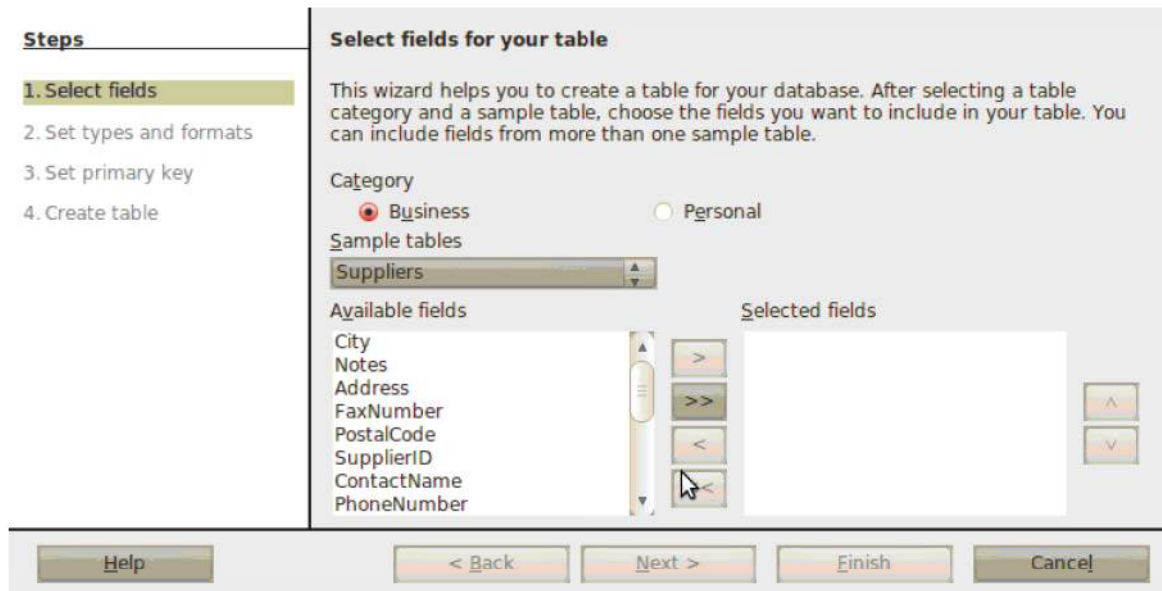 Steps
1. Select fields
2. Set types and formats
3. Set primary key
4. Create table
Select fields for your table
This wizard helps you to create a table for your database. After selecting a table
category and a sample table, choose the fields you want to include in your table. You
can include fields from more than one sample table.
Category
Business Personal
Sample tables
Suppliers
Available fields Selected fields
City
Notes
Address
FaxNumber
PostalCode
SupplierID
ContactName
PhoneNumber
>
>>
<
<
Help < Back Next > Finish Cancel